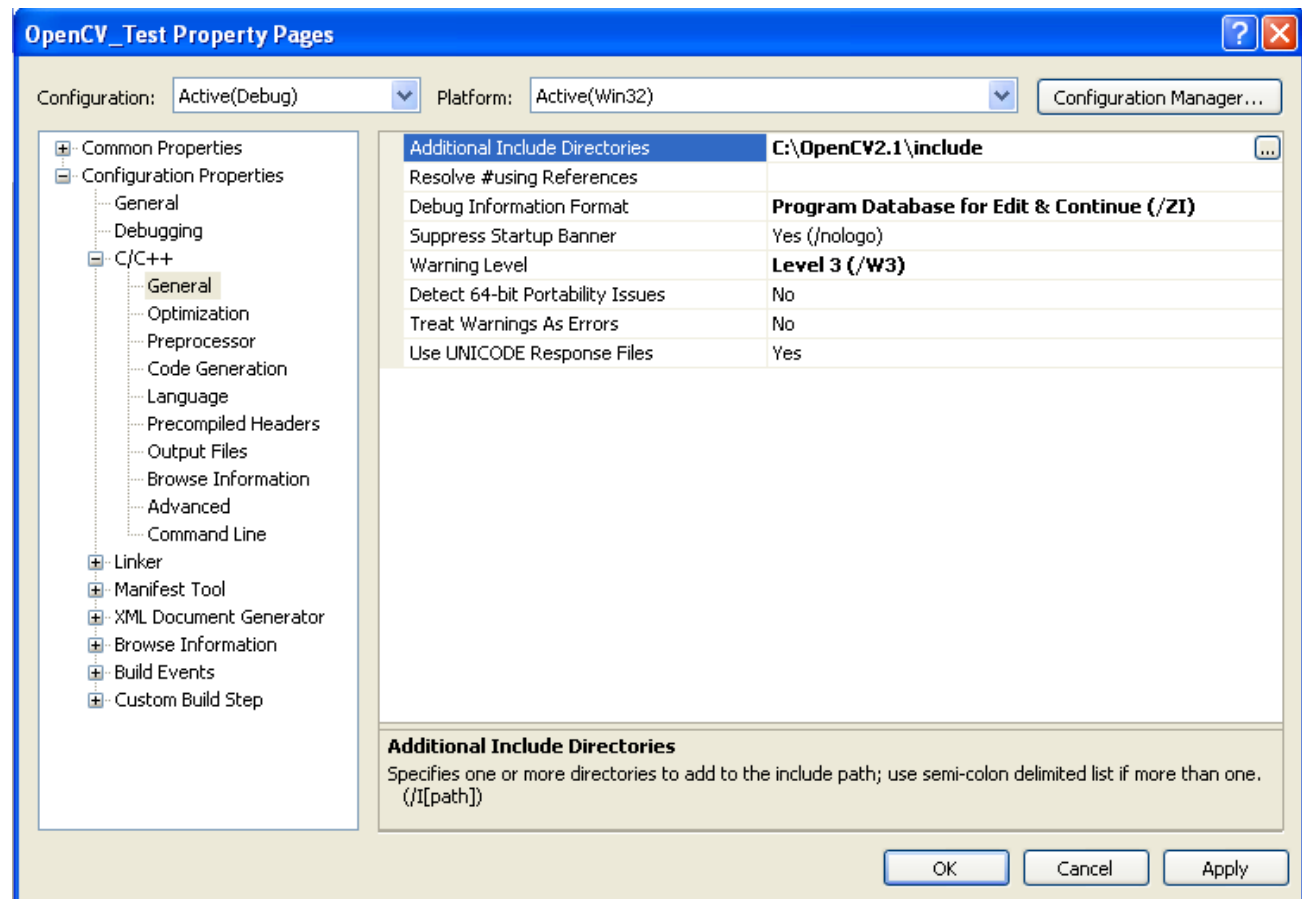 OpenCV_Test Property Pages
Configuration: Active(Debug) Platform: Active(Win32) Configuration Manager...
Common Properties
Configuration Properties
General
Debugging
C/C++
General
Optimization
Preprocessor
Code Generation
Language
Precompiled Headers
Output Files
Browse Information
Advanced
Command Line
Linker
Manifest Tool
XML Document Generator
Browse Information
Build Events
Custom Build Step
Additional Include Directories C:\OpenCV2.1\include ...
Resolve #using References
Debug Information Format Program Database for Edit & Continue (/ZI)
Suppress Startup Banner Yes (/nologo)
Warning Level Level 3 (/W3)
Detect 64-bit Portability Issues No
Treat Warnings As Errors No
Use UNICODE Response Files Yes
Additional Include Directories
Specifies one or more directories to add to the include path; use semi-colon delimited list if more than one.
(/I[path])
OK Cancel Apply